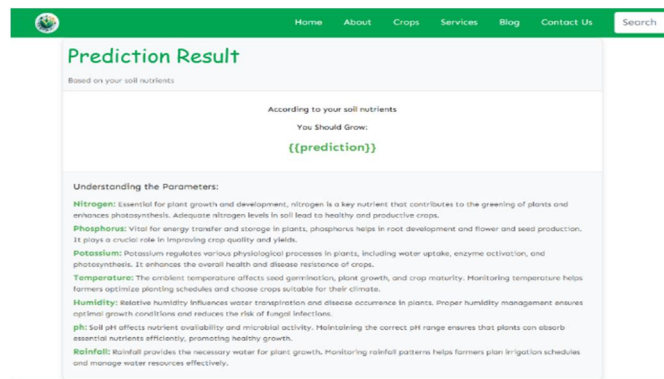 Home About Crops Services Blog Contact Us Search
Prediction Result
Based on your soil nutrients
According to your soil nutrients
You Should Grow:
{{prediction}}
Understanding the Parameters:
Nitrogen: Essential for plant growth and development, nitrogen is a key nutrient that contributes to the greening of plants and
enhances photosynthesis. Adequate nitrogen levels in soil lead to healthy and productive crops.
Phosphorus: Vital for energy transfer and storage in plants, phosphorus helps in root development and flower and seed production.
It plays a crucial role in improving crop quality and yields.
Potassium: Potassium regulates various physiological processes in plants, including water uptake, enzyme activation, and
photosynthesis. It enhances the overall health and disease resistance of crops.
Temperature: The ambient temperature affects seed germination, plant growth, and crop maturity. Monitoring temperature helps
farmers optimize planting schedules and choose crops suitable for their climate.
Humidity: Relative humidity influences water transpiration and disease occurrence in plants. Proper humidity management ensures
optimal growth conditions and reduces the risk of fungal infections.
ph: Soil pH affects nutrient availability and microbial activity. Maintaining the correct pH range ensures that plants can absorb
essential nutrients efficiently, promoting healthy growth.
Rainfall: Rainfall provides the necessary water for plant growth. Monitoring rainfall patterns helps farmers plan irrigation schedules
and manage water resources effectively.